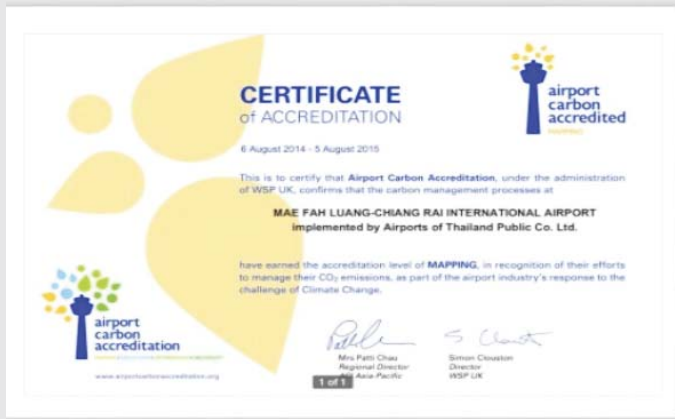 CERTIFICATE
of ACCREDITATION
airport
carbon
accredited
MAPPING
6 August 2014 - 5 August 2015
This is to certify that Airport Carbon Accreditation, under the administration
of WSP UK, confirms that the carbon management processes at
MAE FAH LUANG-CHIANG RAI INTERNATIONAL AIRPORT
implemented by Airports of Thailand Public Co. Ltd.
have earned the accreditation level of MAPPING, in recognition of their efforts
to manage their CO₂ emissions, as part of the airport industry's response to the
challenge of Climate Change.
airport
carbon
accreditation
www.airportcarbonaccreditation.org
Mrs Patti Chau
Regional Director
ACI Asia-Pacific
Simon Clouston
Director
WSP UK
1 of 1